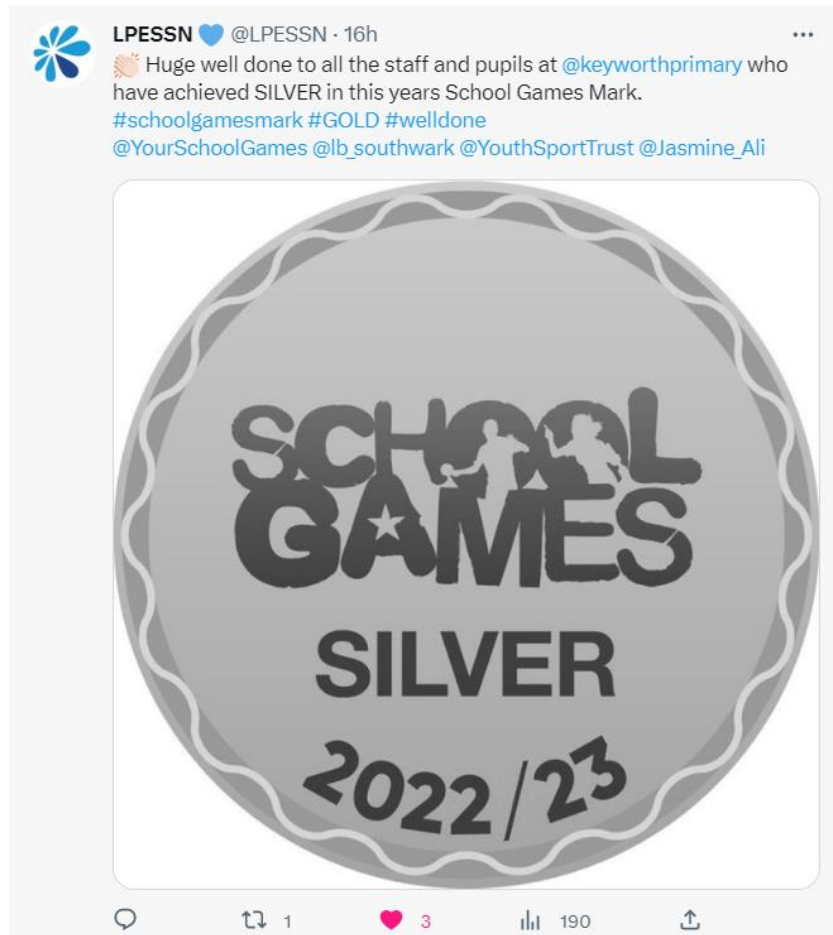 LPESSN 💙 @LPESSN · 16h
👏🏻 Huge well done to all the staff and pupils at @keyworthprimary who
have achieved SILVER in this years School Games Mark.
#schoolgamesmark #GOLD #welldone
@YourSchoolGames @lb_southwark @YouthSportTrust @Jasmine_Ali
SCHOOL
GAMES
SILVER
2022/23
1 3 190